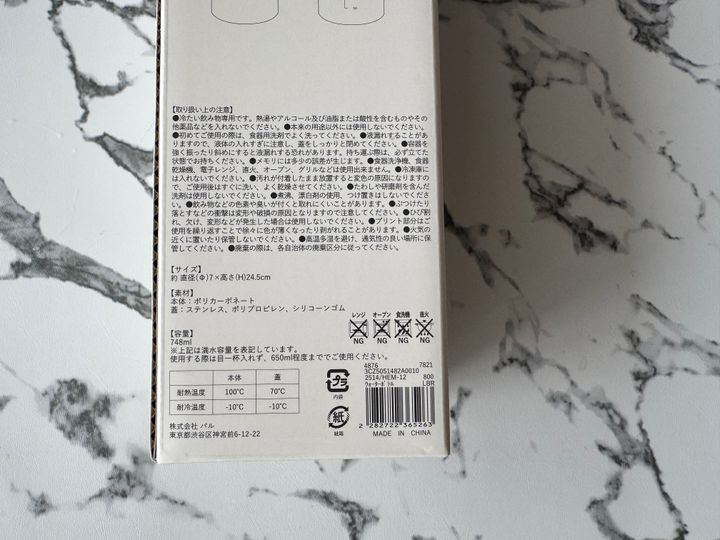 【取り扱い上の注意】
●冷たい飲み物専用です。熱湯やアルコール及び油脂または酸性を含むものやその
他薬品などを入れないでください。●本来の用途以外には使用しないでください。
●初めてご使用の際は、食器用洗剤でよく洗ってください。●液漏れすることがあ
りますので、液体の入れすぎに注意し、蓋をしっかりと閉めてください。●容器を
強く振ったり斜めにすると液漏れする恐れがあります。持ち運ぶ際は、必ず立てた
状態でお持ちください。●メモリには多少の誤差が生じます。●食器洗浄機、食器
乾燥機、電子レンジ、直火、オーブン、グリルなどは使用出来ません。●冷凍庫に
は入れないでください。●汚れが付着したまま放置すると変色の原因になりますの
で、ご使用後はすぐに洗い、よく乾燥させてください。●たわしや研磨剤を含んだ
洗剤は使用しないでください。●煮沸、漂白剤の使用、つけ置きはしないでくださ
い。●飲み物などの色素や臭いが付くと取れにくいことがあります。●ぶつけたり
落とすなどの衝撃は変形や破損の原因となりますので注意してください。●ひび割
れ、欠け、変形などが発生した場合は使用しないでください。●プリント部分はご
使用を繰り返すことで徐々に色が薄くなったり剥がれることがあります。●火気の
近くに置いたり保管しないでください。●高温多湿を避け、通気性の良い場所に保
管してください。●廃棄の際は、各自治体の廃棄区分に従ってください。
【サイズ】
約 直径(Φ)7×高さ(H)24.5cm
【素材】
本体：ポリカーボネート
蓋：ステンレス、ポリプロピレン、シリコーンゴム
【容量】
748ml
※上記は満水容量を表記しています。
使用する際は目一杯入れず、650ml程度まででご使用ください。
レンジ オーブン 食洗機 直火
NG NG NG NG
本体 蓋
耐熱温度 100℃ 70℃
耐冷温度 -10℃ -10℃
株式会社 パル
東京都渋谷区神宮前6-12-22
プラ
内袋
紙
紙箱
4876 7821
3CZ5051482A0010
2514/HEM-12 800
ウォーターボトル LBR
2 282722 365263
MADE IN CHINA